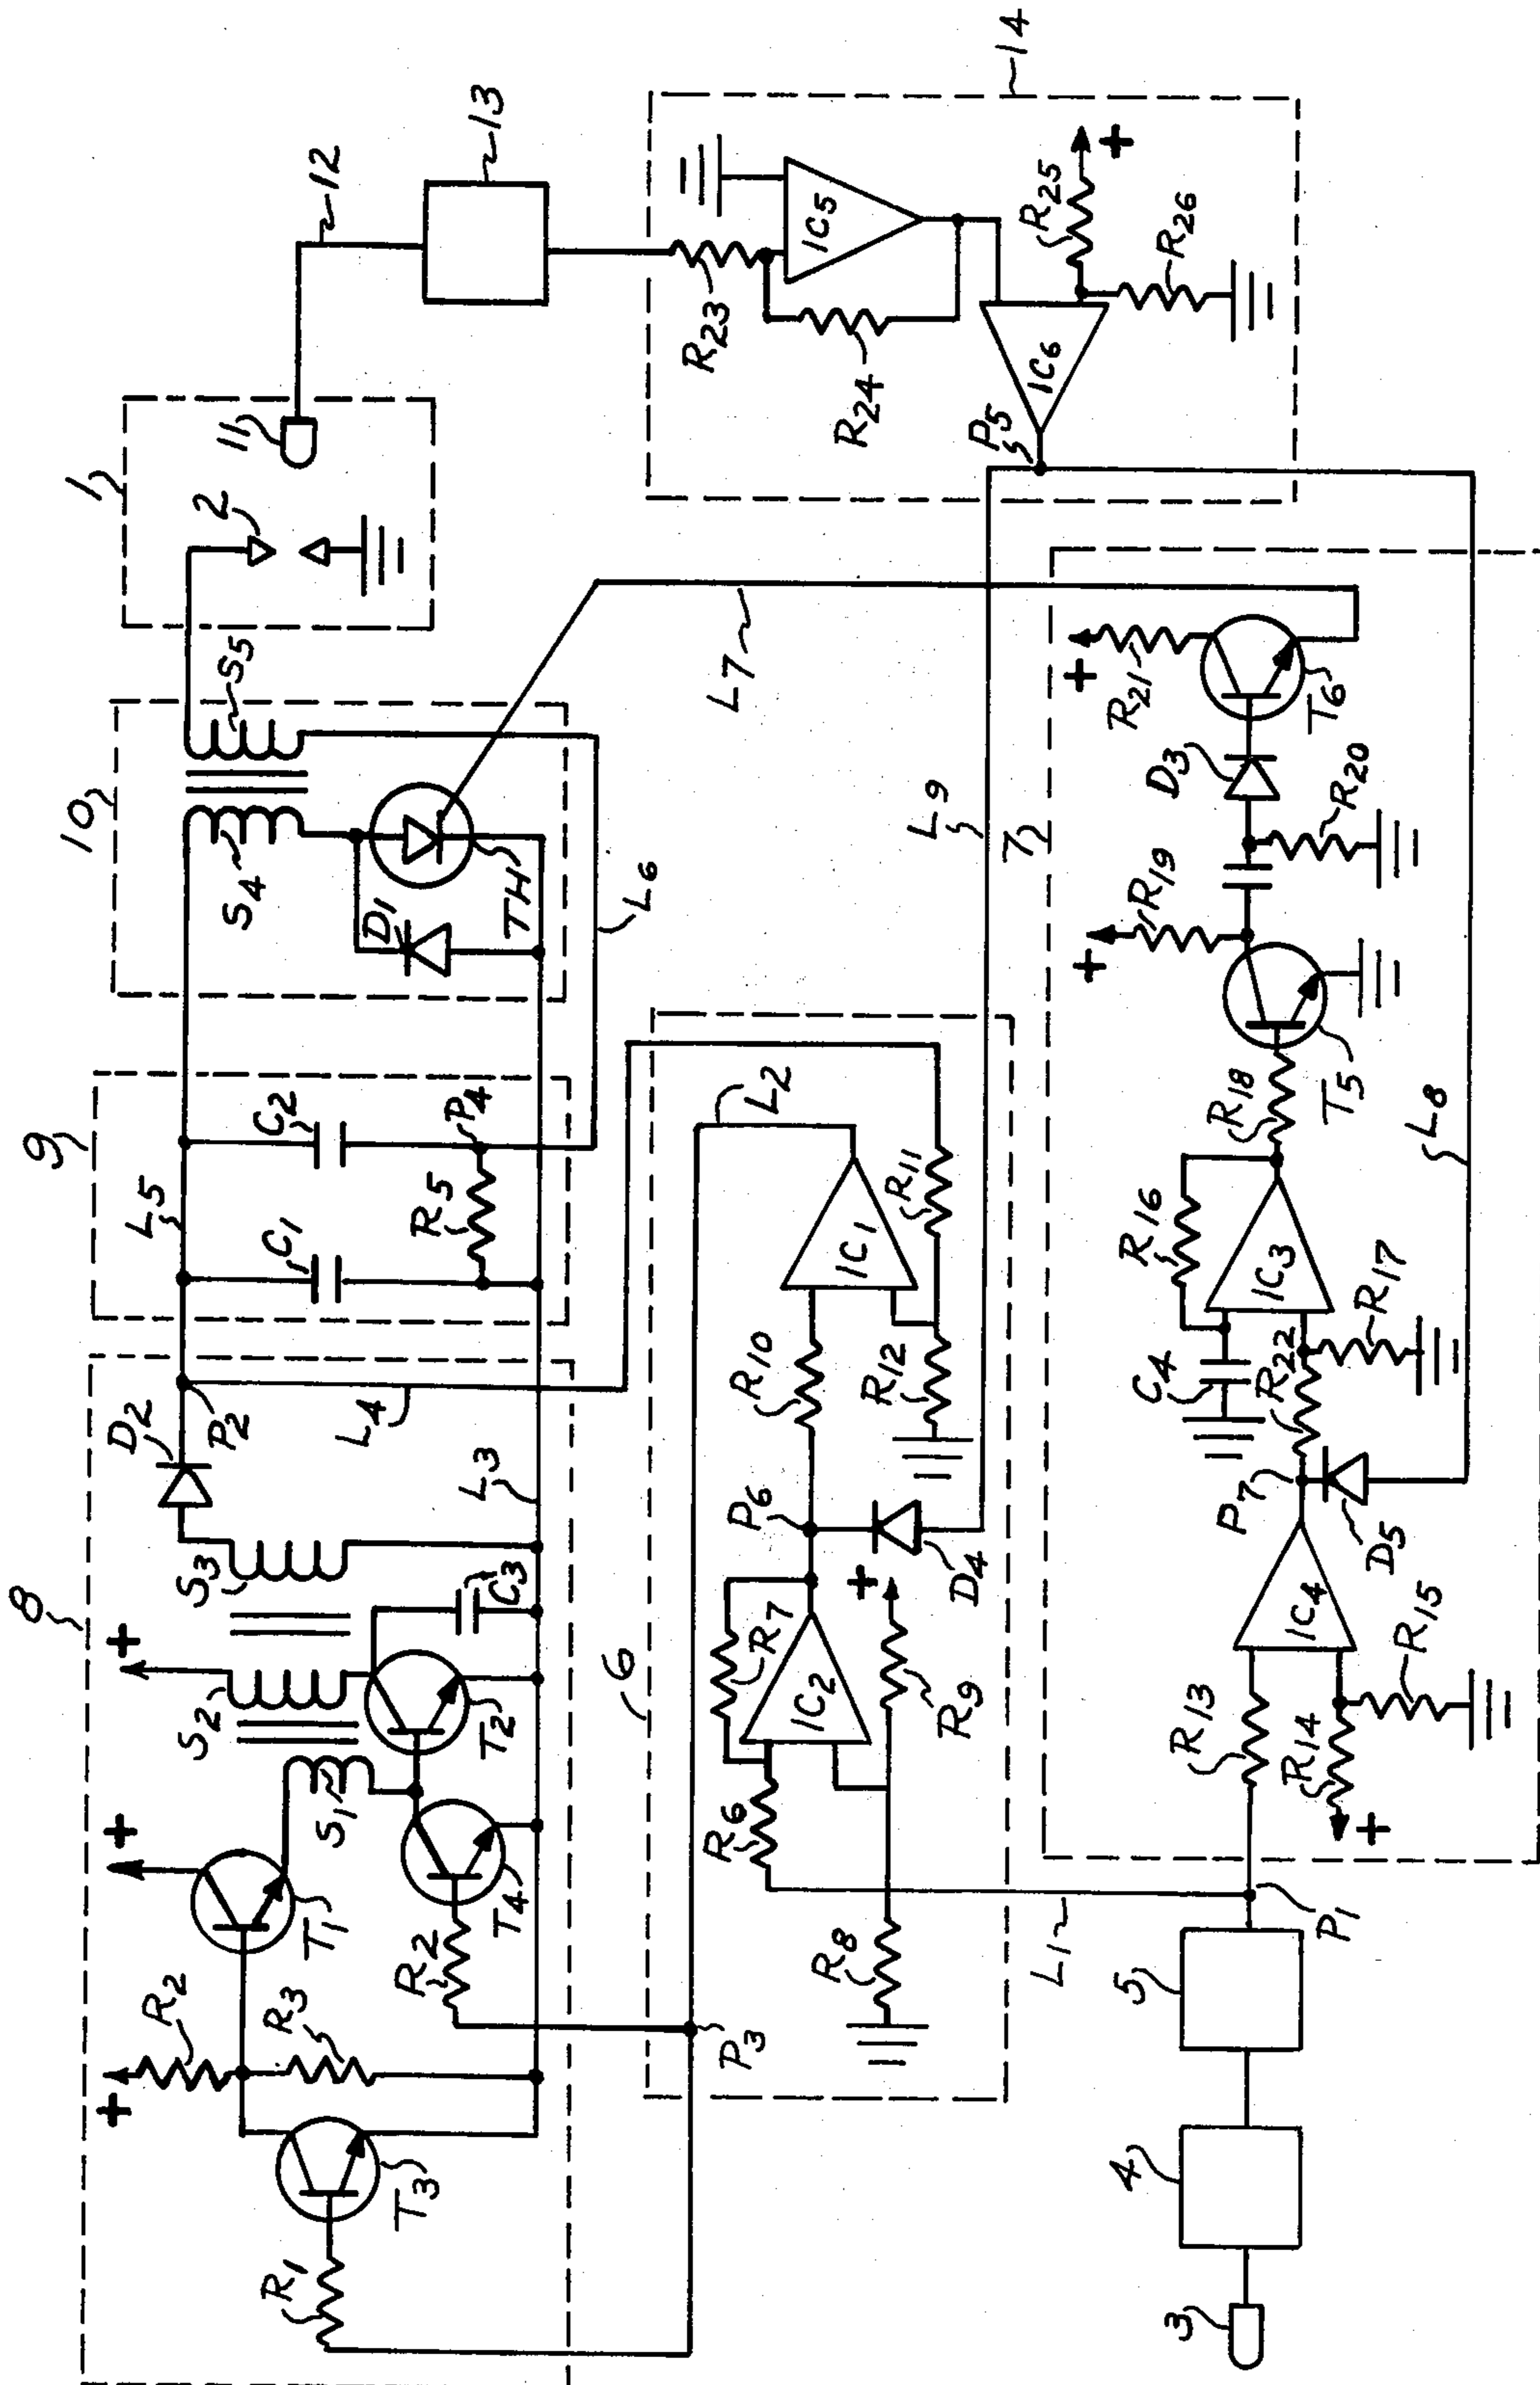 8
+
R2
R3
T3
R1
+
T1
S1
R2
T4
+
S2
T2
S3
C3
D2
P2
L4
L3
9
L5
C1
C2
R5
P4
10
S4
S5
D1
TH
L6
1
2
11
12
13
14
R23
R24
IC5
IC6
R25
+
R26
P5
L7
6
P3
R6
R7
IC2
R8
R9
+
P6
D4
R10
R12
IC1
R11
L2
L9
7
L1
3
4
5
P1
R13
R14
+
R15
IC4
P7
D5
R22
C4
R17
R16
IC3
R18
T5
+
R19
R20
D3
+
R21
T6
L8